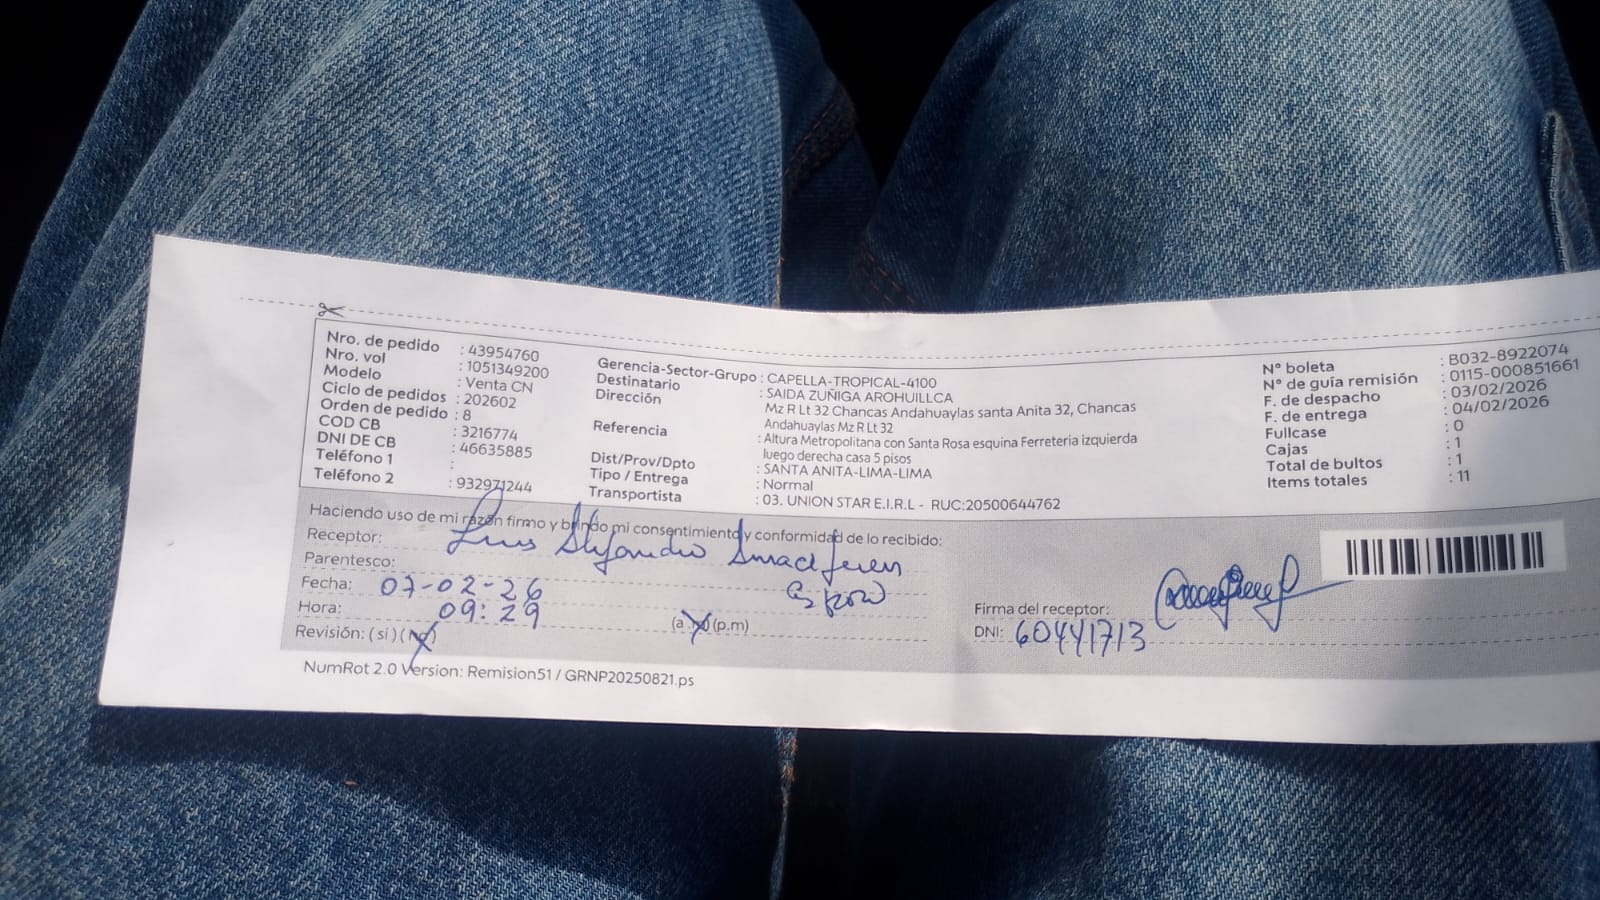 Nro. de pedido : 43954760
Nro. vol : 1051349200
Modelo : Venta CN
Ciclo de pedidos : 202602
Orden de pedido : 8
COD CB : 3216774
DNI DE CB : 46635885
Teléfono 1 :
Teléfono 2 : 932971244
Gerencia-Sector-Grupo : CAPELLA-TROPICAL-4100
Destinatario : SAIDA ZUÑIGA AROHUILLCA
Dirección Mz R Lt 32 Chancas Andahuaylas santa Anita 32, Chancas
Andahuaylas Mz R Lt 32
Referencia : Altura Metropolitana con Santa Rosa esquina Ferreteria izquierda
luego derecha casa 5 pisos
Dist/Prov/Dpto : SANTA ANITA-LIMA-LIMA
Tipo / Entrega : Normal
Transportista : 03. UNION STAR E.I.R.L - RUC:20500644762
N° boleta : B032-8922074
N° de guía remisión : 0115-000851661
F. de despacho : 03/02/2026
F. de entrega : 04/02/2026
Fullcase : 0
Cajas : 1
Total de bultos : 1
Items totales : 11
Haciendo uso de mi razón firmo y brindo mi consentimiento y conformidad de lo recibido:
Receptor: Luis Alejandro
Parentesco:
Fecha: 07-02-26
Hora: 09:29 (a.m) (p.m)
Revisión: (si) (no)
Firma del receptor:
DNI: 60441713
NumRot 2.0 Version: Remision51 / GRNP20250821.ps